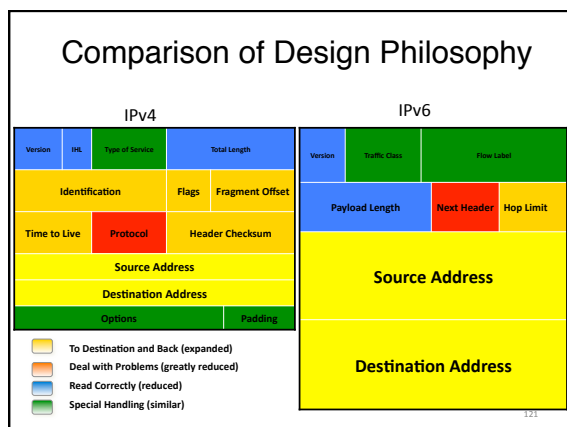 Comparison of Design Philosophy
IPv4
Version IHL Type of Service Total Length
Identification Flags Fragment Offset
Time to Live Protocol Header Checksum
Source Address
Destination Address
Options Padding
To Destination and Back (expanded)
Deal with Problems (greatly reduced)
Read Correctly (reduced)
Special Handling (similar)
IPv6
Version Traffic Class Flow Label
Payload Length Next Header Hop Limit
Source Address
Destination Address
121